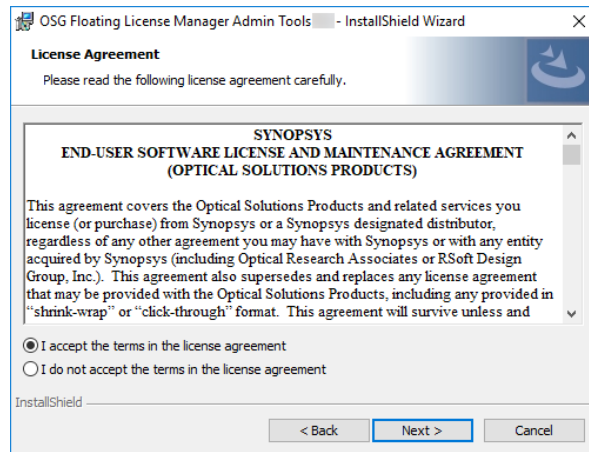 OSG Floating License Manager Admin Tools - InstallShield Wizard
License Agreement
Please read the following license agreement carefully.
SYNOPSYS
END-USER SOFTWARE LICENSE AND MAINTENANCE AGREEMENT
(OPTICAL SOLUTIONS PRODUCTS)
This agreement covers the Optical Solutions Products and related services you
license (or purchase) from Synopsys or a Synopsys designated distributor,
regardless of any other agreement you may have with Synopsys or with any entity
acquired by Synopsys (including Optical Research Associates or RSoft Design
Group, Inc.). This agreement also supersedes and replaces any license agreement
that may be provided with the Optical Solutions Products, including any provided in
“shrink-wrap” or “click-through” format. This agreement will survive unless and
I accept the terms in the license agreement
I do not accept the terms in the license agreement
InstallShield
< Back Next > Cancel